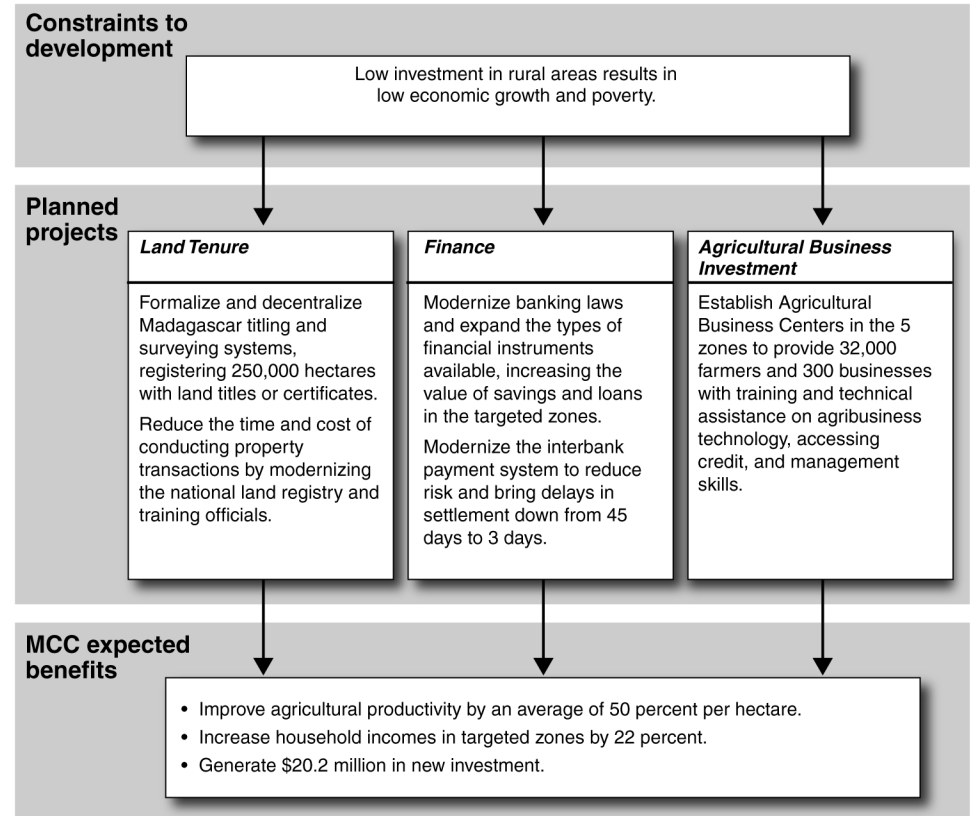 Constraints to
development
Low investment in rural areas results in
low economic growth and poverty.
Planned
projects
Land Tenure
Formalize and decentralize
Madagascar titling and
surveying systems,
registering 250,000 hectares
with land titles or certificates.
Reduce the time and cost of
conducting property
transactions by modernizing
the national land registry and
training officials.
Finance
Modernize banking laws
and expand the types of
financial instruments
available, increasing the
value of savings and loans
in the targeted zones.
Modernize the interbank
payment system to reduce
risk and bring delays in
settlement down from 45
days to 3 days.
Agricultural Business
Investment
Establish Agricultural
Business Centers in the 5
zones to provide 32,000
farmers and 300 businesses
with training and technical
assistance on agribusiness
technology, accessing
credit, and management
skills.
MCC expected
benefits
• Improve agricultural productivity by an average of 50 percent per hectare.
• Increase household incomes in targeted zones by 22 percent.
• Generate $20.2 million in new investment.